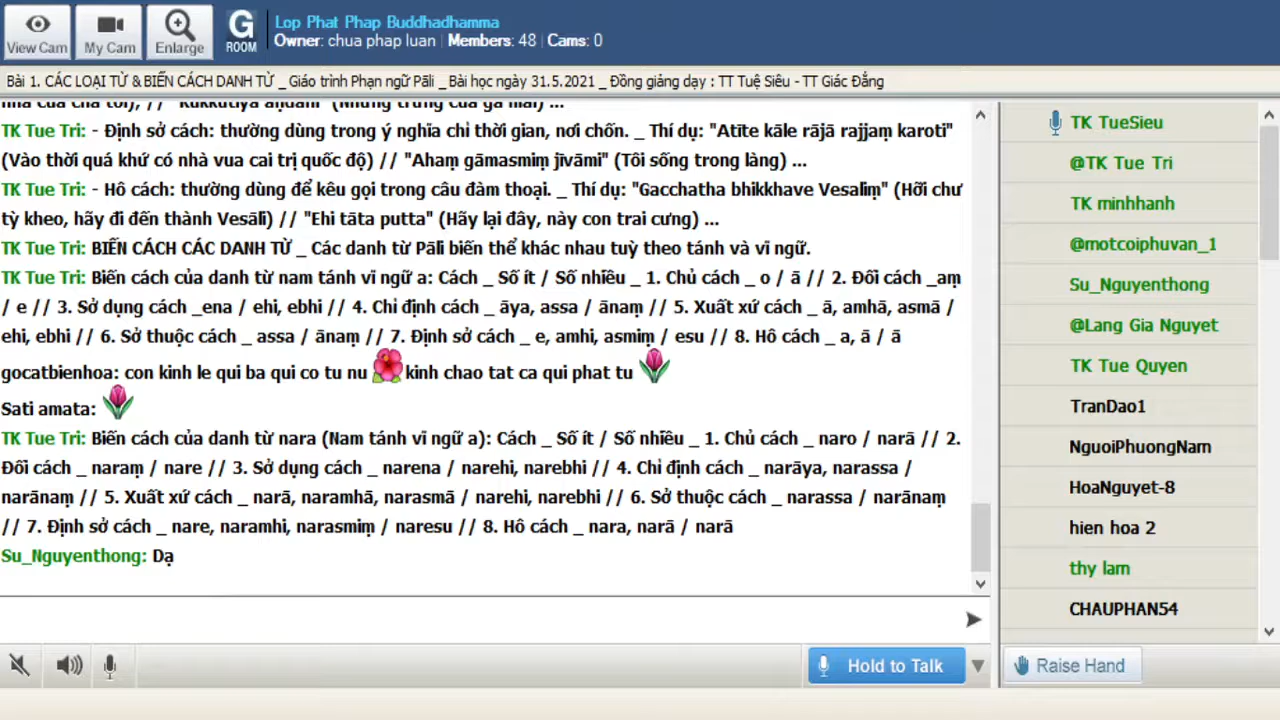 Lop Phat Phap Buddhadhamma
Owner: chua phap luan | Members: 48 | Cams: 0
View Cam
My Cam
Enlarge
G
ROOM
Bài 1. CÁC LOẠI TỪ & BIẾN CÁCH DANH TỪ _ Giáo trình Phạn ngữ Pāli _ Bài học ngày 31.5.2021 _ Đồng giảng dạy : TT Tuệ Siêu - TT Giác Đẳng
nhà của cha tôi), // "Kukkuṭiyā aṇḍāni" (Những trứng của gà mái) ...
TK Tue Tri: - Định sở cách: thường dùng trong ý nghĩa chỉ thời gian, nơi chốn. _ Thí dụ: "Atīte kāle rājā rajjaṃ karoti"
(Vào thời quá khứ có nhà vua cai trị quốc độ) // "Ahaṃ gāmasmiṃ jīvāmi" (Tôi sống trong làng) ...
TK Tue Tri: - Hô cách: thường dùng để kêu gọi trong câu đàm thoại. _ Thí dụ: "Gacchatha bhikkhave Vesaliṃ" (Hỡi chư
tỳ kheo, hãy đi đến thành Vesāli) // "Ehi tāta putta" (Hãy lại đây, này con trai cưng) ...
TK Tue Tri: BIẾN CÁCH CÁC DANH TỪ _ Các danh từ Pāli biến thể khác nhau tuỳ theo tánh và vĩ ngữ.
TK Tue Tri: Biến cách của danh từ nam tánh vĩ ngữ a: Cách _ Số ít / Số nhiều _ 1. Chủ cách _ o / ā // 2. Đối cách _aṃ
/ e // 3. Sở dụng cách _ena / ehi, ebhi // 4. Chỉ định cách _ āya, assa / ānaṃ // 5. Xuất xứ cách _ ā, amhā, asmā /
ehi, ebhi // 6. Sở thuộc cách _ assa / ānaṃ // 7. Định sở cách _ e, amhi, asmiṃ / esu // 8. Hô cách _ a, ā / ā
gocatbienhoa: con kinh le qui ba qui co tu nu kinh chao tat ca qui phat tu
Sati amata:
TK Tue Tri: Biến cách của danh từ nara (Nam tánh vĩ ngữ a): Cách _ Số ít / Số nhiều _ 1. Chủ cách _ naro / narā // 2.
Đối cách _ naraṃ / nare // 3. Sở dụng cách _ narena / narehi, narebhi // 4. Chỉ định cách _ narāya, narassa /
narānaṃ // 5. Xuất xứ cách _ narā, naramhā, narasmā / narehi, narebhi // 6. Sở thuộc cách _ narassa / narānaṃ
// 7. Định sở cách _ nare, naramhi, narasmiṃ / naresu // 8. Hô cách _ nara, narā / narā
Su_Nguyenthong: Dạ
TK TueSieu
@TK Tue Tri
TK minhhanh
@motcoiphuvan_1
Su_Nguyenthong
@Lang Gia Nguyet
TK Tue Quyen
TranDao1
NguoiPhuongNam
HoaNguyet-8
hien hoa 2
thy lam
CHAUPHAN54
Hold to Talk
Raise Hand